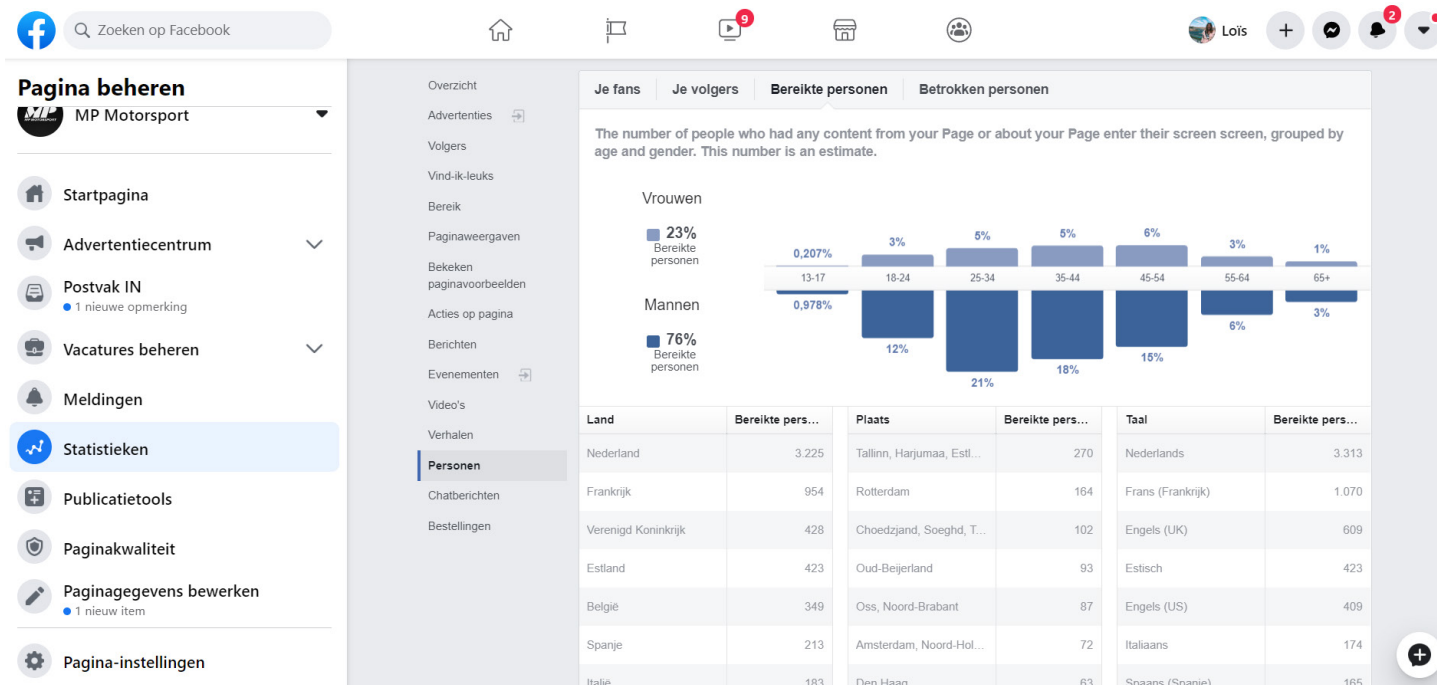 Zoeken op Facebook
9
Loïs
2
Pagina beheren
MP Motorsport
Startpagina
Advertentiecentrum
Postvak IN
1 nieuwe opmerking
Vacatures beheren
Meldingen
Statistieken
Publicatietools
Paginakwaliteit
Paginagegevens bewerken
1 nieuw item
Pagina-instellingen
Overzicht
Advertenties
Volgers
Vind-ik-leuks
Bereik
Paginaweergaven
Bekeken
paginavoorbeelden
Acties op pagina
Berichten
Evenementen
Video's
Verhalen
Personen
Chatberichten
Bestellingen
Je fans Je volgers Bereikte personen Betrokken personen
The number of people who had any content from your Page or about your Page enter their screen screen, grouped by
age and gender. This number is an estimate.
Vrouwen
23%
Bereikte
personen
0,207% 3% 5% 5% 6% 3% 1%
13-17 18-24 25-34 35-44 45-54 55-64 65+
Mannen
76%
Bereikte
personen
0,978% 12% 21% 18% 15% 6% 3%
Land Bereikte pers... Plaats Bereikte pers... Taal Bereikte pers...
Nederland 3.225 Tallinn, Harjumaa, Estl... 270 Nederlands 3.313
Frankrijk 954 Rotterdam 164 Frans (Frankrijk) 1.070
Verenigd Koninkrijk 428 Choedzjand, Soeghd, T... 102 Engels (UK) 609
Estland 423 Oud-Beijerland 93 Estisch 423
België 349 Oss, Noord-Brabant 87 Engels (US) 409
Spanje 213 Amsterdam, Noord-Hol... 72 Italiaans 174
Italië 183 Den Haag 63 Spaans (Spanje) 165